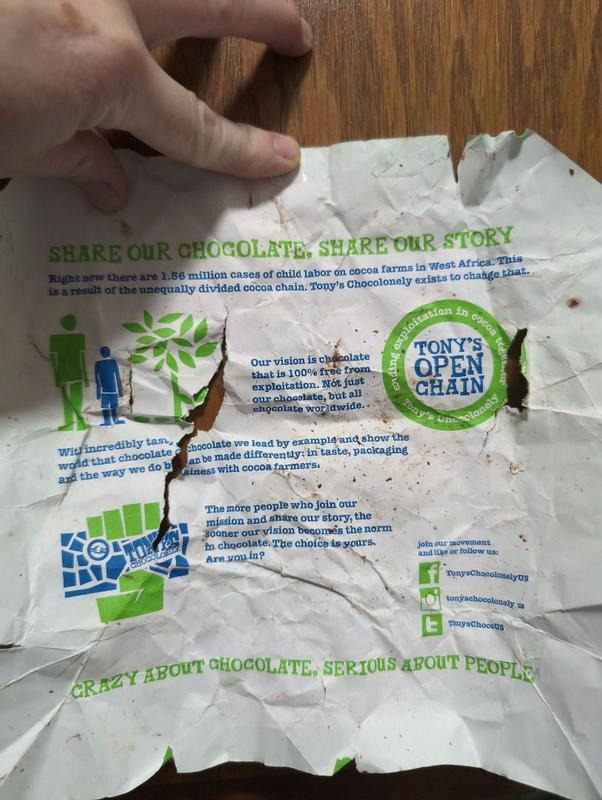 SHARE OUR CHOCOLATE, SHARE OUR STORY
Right now there are 1.56 million cases of child labor on cocoa farms in West Africa. This
is a result of the unequally divided cocoa chain. Tony's Chocolonely exists to change that.
Our vision is chocolate
that is 100% free from
exploitation. Not just
our chocolate, but all
chocolate worldwide.
ending exploitation in cocoa together
TONY'S
OPEN
CHAIN
Tony's Chocolonely
With incredibly tasty chocolate we lead by example and show the
world that chocolate can be made differently: in taste, packaging
and the way we do business with cocoa farmers.
TONY'S
CHOCOLONELY
The more people who join our
mission and share our story, the
sooner our vision becomes the norm
in chocolate. The choice is yours.
Are you in?
join our movement
and like or follow us:
f TonysChocolonelyUS
tonyschocolonely_us
t TonysChocoUS
CRAZY ABOUT CHOCOLATE, SERIOUS ABOUT PEOPLE